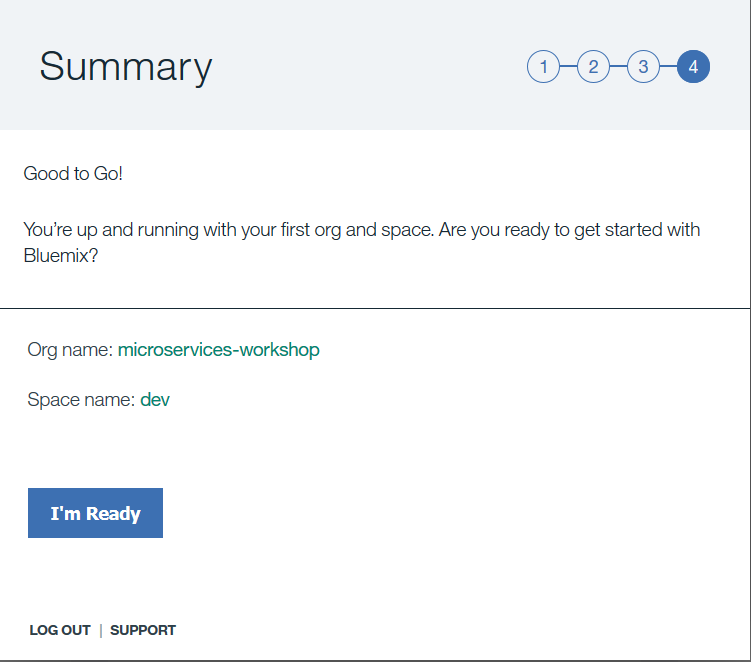 Summary
1 2 3 4
Good to Go!
You're up and running with your first org and space. Are you ready to get started with
Bluemix?
Org name: microservices-workshop
Space name: dev
I'm Ready
LOG OUT | SUPPORT